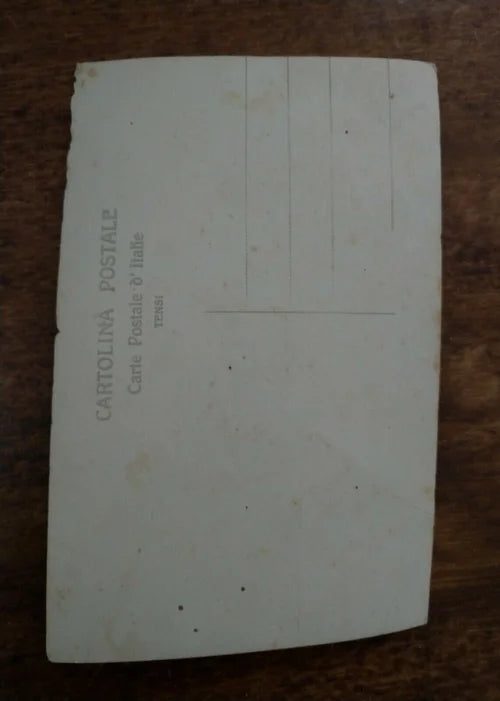 CARTOLINA POSTALE
Carte Postale d' Italie
TENSI